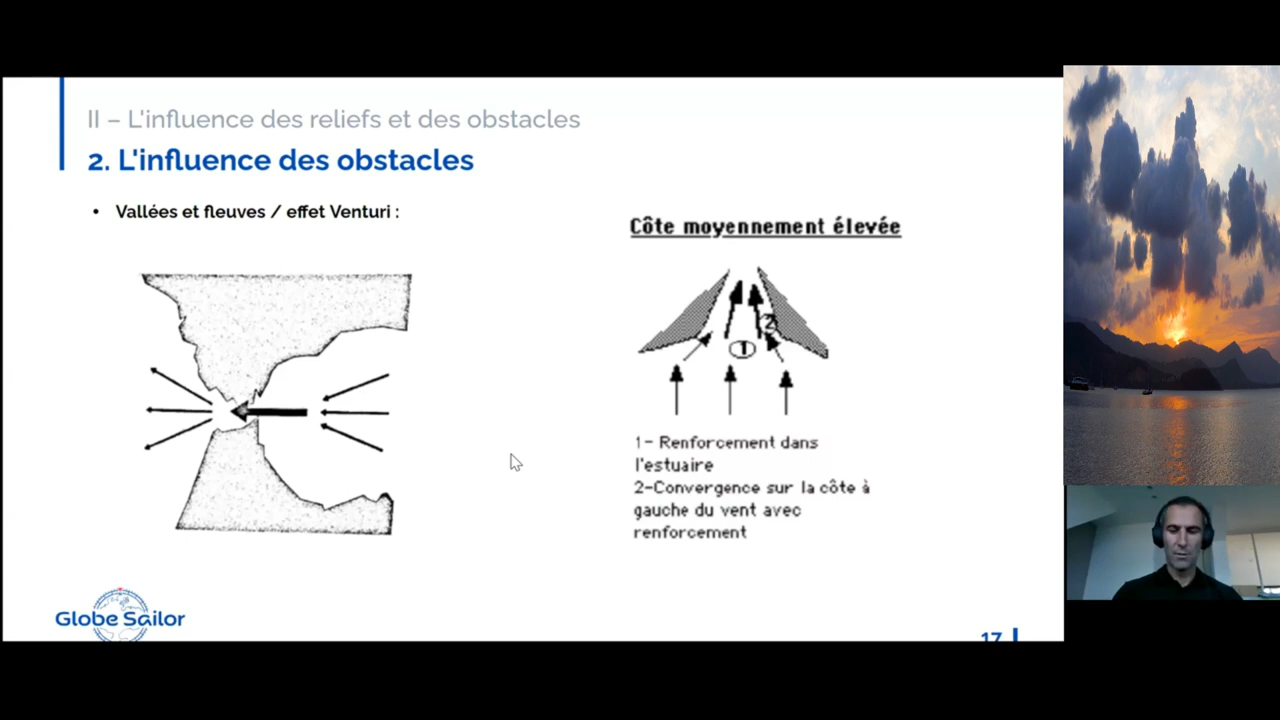 II – L'influence des reliefs et des obstacles
2. L'influence des obstacles
• Vallées et fleuves / effet Venturi :
Côte moyennement élevée
2
1
1- Renforcement dans
l'estuaire
2-Convergence sur la côte à
gauche du vent avec
renforcement
Globe Sailor
17